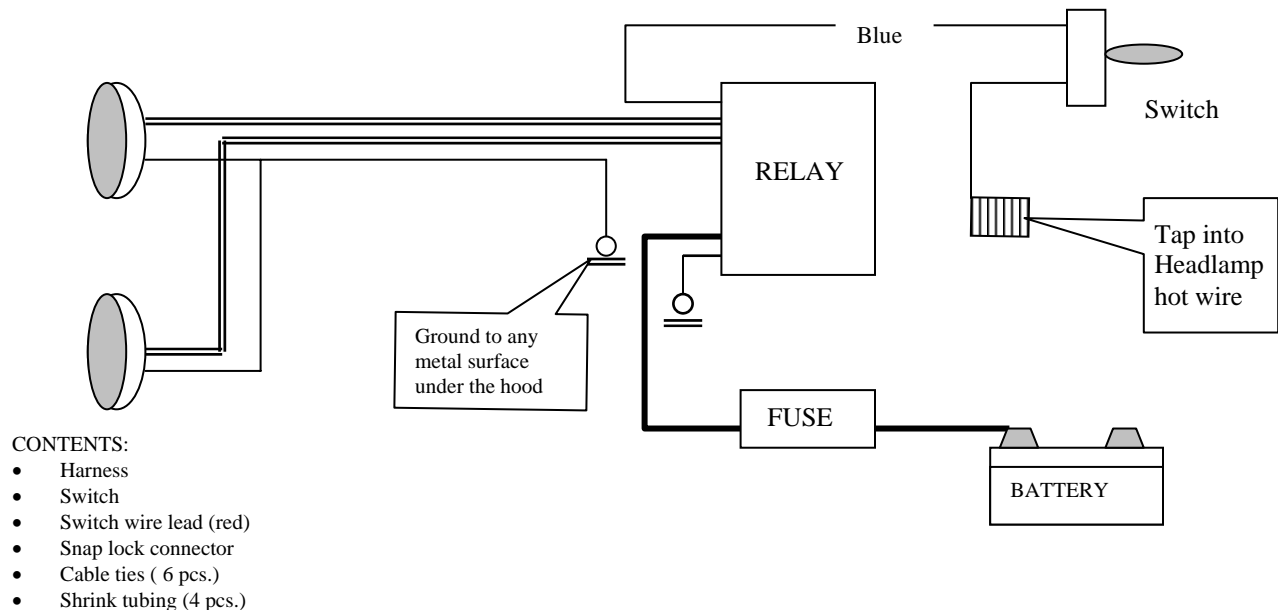 Blue
Switch
RELAY
Tap into
Headlamp
hot wire
Ground to any
metal surface
under the hood
FUSE
BATTERY
CONTENTS:
• Harness
• Switch
• Switch wire lead (red)
• Snap lock connector
• Cable ties ( 6 pcs.)
• Shrink tubing (4 pcs.)